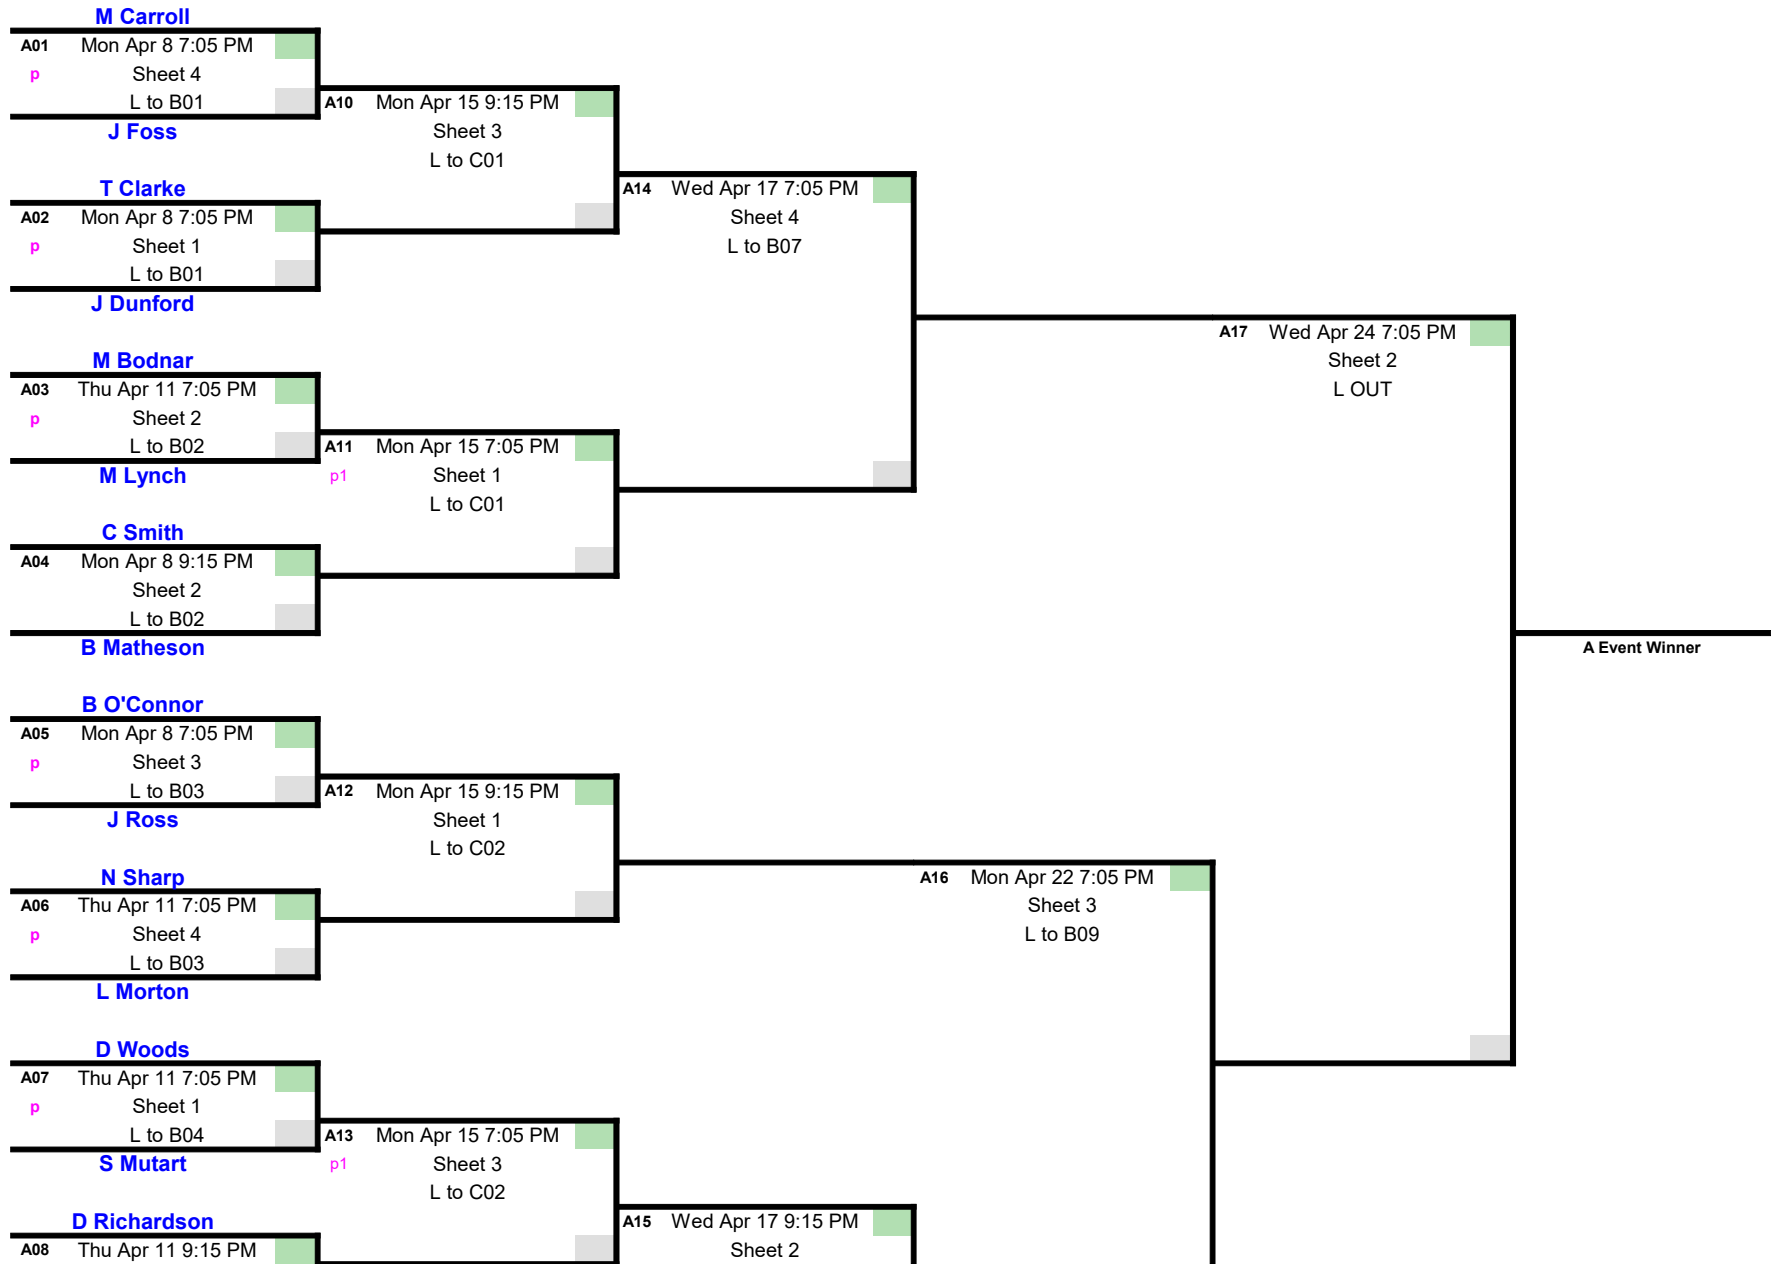 M Carroll
A01 Mon Apr 8 7:05 PM
p Sheet 4
L to B01
J Foss
A10 Mon Apr 15 9:15 PM
Sheet 3
L to C01
T Clarke
A02 Mon Apr 8 7:05 PM
p Sheet 1
L to B01
J Dunford
A14 Wed Apr 17 7:05 PM
Sheet 4
L to B07
M Bodnar
A03 Thu Apr 11 7:05 PM
p Sheet 2
L to B02
M Lynch
A11 Mon Apr 15 7:05 PM
p1 Sheet 1
L to C01
A17 Wed Apr 24 7:05 PM
Sheet 2
L OUT
C Smith
A04 Mon Apr 8 9:15 PM
Sheet 2
L to B02
B Matheson
A Event Winner
B O'Connor
A05 Mon Apr 8 7:05 PM
p Sheet 3
L to B03
J Ross
A12 Mon Apr 15 9:15 PM
Sheet 1
L to C02
N Sharp
A06 Thu Apr 11 7:05 PM
p Sheet 4
L to B03
L Morton
A16 Mon Apr 22 7:05 PM
Sheet 3
L to B09
D Woods
A07 Thu Apr 11 7:05 PM
p Sheet 1
L to B04
S Mutart
A13 Mon Apr 15 7:05 PM
p1 Sheet 3
L to C02
D Richardson
A08 Thu Apr 11 9:15 PM
A15 Wed Apr 17 9:15 PM
Sheet 2